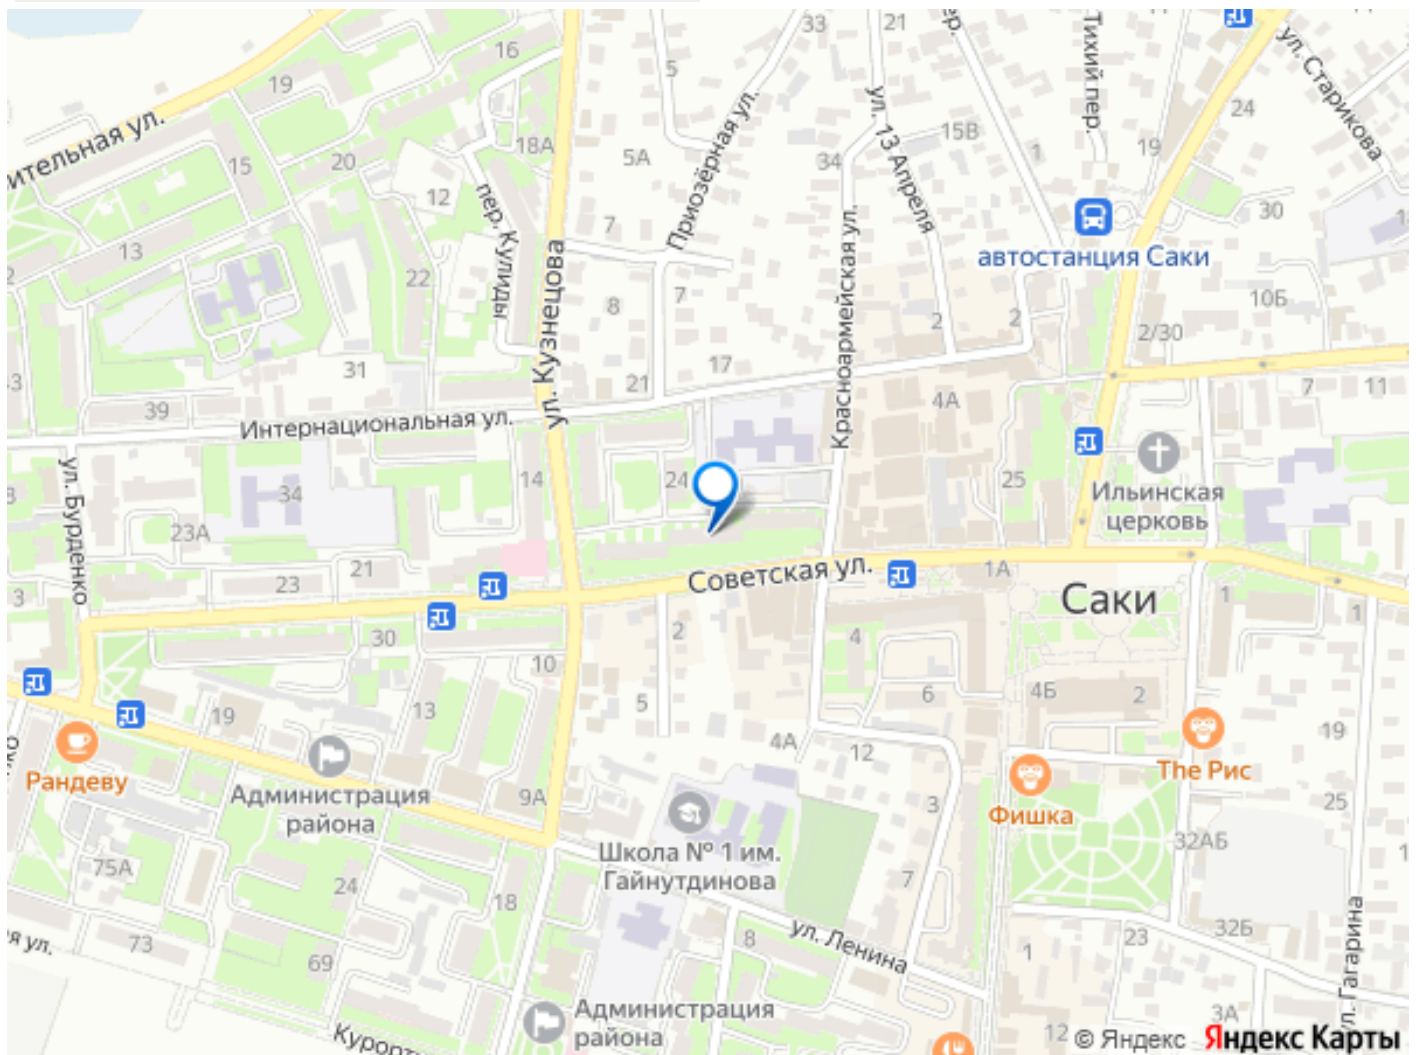 33
21
пер.
Тихий пер.
ул. Старикова
16
19
5
24
ительная ул.
18А
15В
20
15
5А
34
1
19
Приозёрная ул.
ул. 13 Апреля
12
пер. Кулиды
30
7
13
автостанция Саки
ул. Кузнецова
Красноармейская ул.
22
8
7
2
2
10Б
2/30
31
17
21
7
11
39
4А
Интернациональная ул.
14
24
25
Ильинская
церковь
ул. Бурденко
34
23А
21
23
Советская ул.
1А
Саки
3
30
2
4
1
1
10
6
4Б
2
5
19
13
19
4А
12
The Рис
Рандеву
Администрация
района
9А
3
Фишка
25
Школа № 1 им.
Гайнутдинова
32АБ
75А
24
18
7
ул. Ленина
8
23
32Б
ул. Гагарина
73
69
1
Администрация
района
3А
12
© Яндекс Яндекс Карты